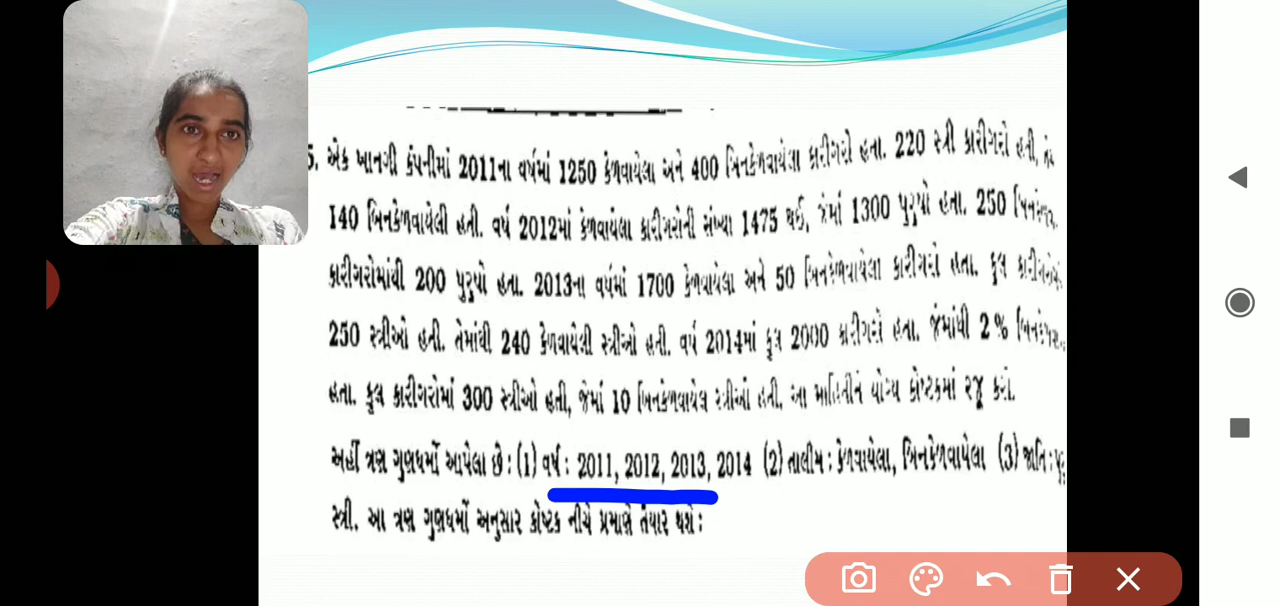 5. એક ખાનગી કંપનીમાં 2011ના વર્ષમાં 1250 કેળવાયેલા અને 400 બિનકેળવાયેલા કારીગરો હતા. 220 સ્ત્રી કારીગરો હતી,
140 બિનકેળવાયેલી હતી. વર્ષ 2012માં કેળવાયેલા કારીગરોની સંખ્યા 1475 થઈ, જેમાં 1300 પુરુષો હતા. 250
કારીગરોમાંથી 200 પુરુષો હતા. 2013ના વર્ષમાં 1700 કેળવાયેલા અને 50 બિનકેળવાયેલા કારીગરો હતા. કુલ
250 સ્ત્રીઓ હતી. તેમાંથી 240 કેળવાયેલી સ્ત્રીઓ હતી. વર્ષ 2014માં કુલ 2000 કારીગરો હતા. જેમાંથી 2 %
હતા. કુલ કારીગરોમાં 300 સ્ત્રીઓ હતી, જેમાં 10 બિનકેળવાયેલ સ્ત્રીઓ હતી. આ માહિતીને યોગ્ય કોષ્ટકમાં રજૂ કરો.
અહીં ત્રણ ગુણધર્મો આપેલા છે : (1) વર્ષ : 2011, 2012, 2013, 2014 (2) તાલીમ : કેળવાયેલા, બિનકેળવાયેલા (3) જાતિ :
સ્ત્રી. આ ત્રણ ગુણધર્મો અનુસાર કોષ્ટક નીચે પ્રમાણે તૈયાર થશે :